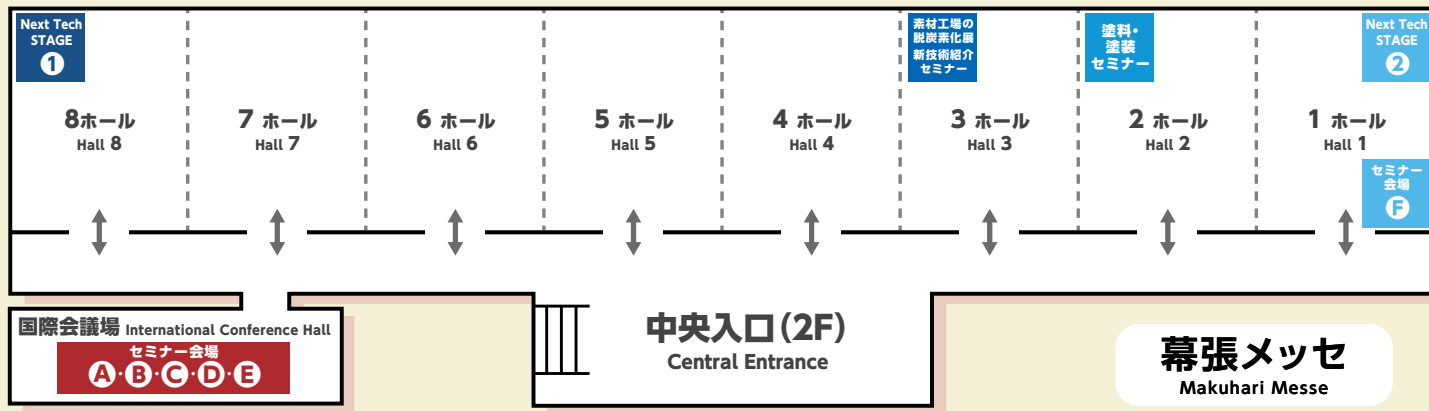 Next Tech
STAGE
1
素材工場の
脱炭素化展
新技術紹介
セミナー
塗料・
塗装
セミナー
Next Tech
STAGE
2
8ホール
Hall 8
7 ホール
Hall 7
6 ホール
Hall 6
5 ホール
Hall 5
4 ホール
Hall 4
3 ホール
Hall 3
2 ホール
Hall 2
1 ホール
Hall 1
セミナー
会場
F
国際会議場 International Conference Hall
セミナー会場
A・B・C・D・E
中央入口(2F)
Central Entrance
幕張メッセ
Makuhari Messe